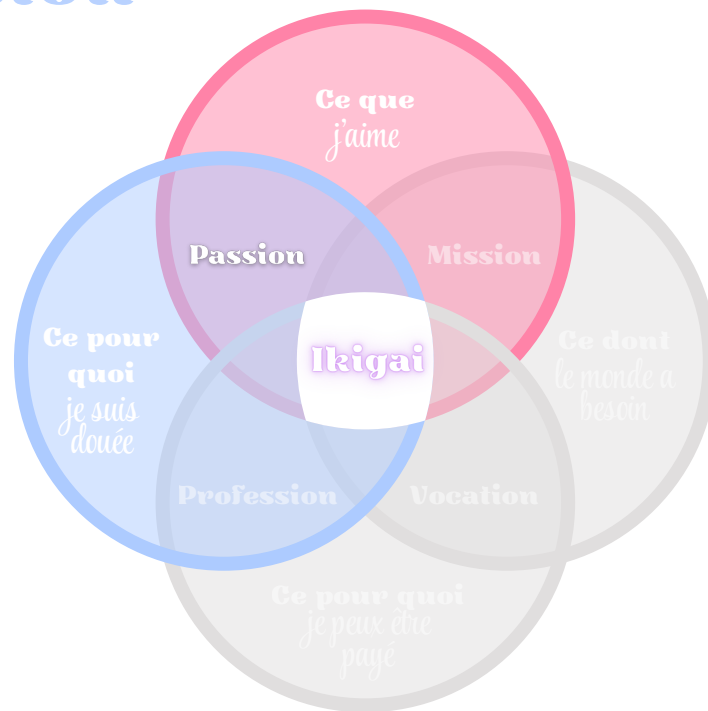 Ce que
j'aime
Passion
Mission
Ce pour
quoi
je suis
douée
Ikigai
Ce dont
le monde a
besoin
Profession
Vocation
Ce pour quoi
je peux être
payé